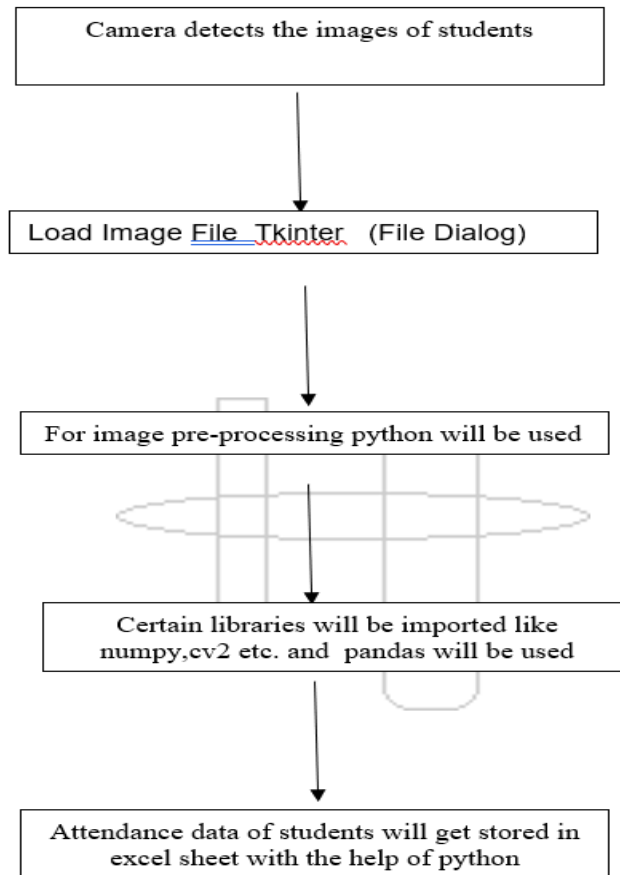 Camera detects the images of students
Load Image File Tkinter (File Dialog)
For image pre-processing python will be used
Certain libraries will be imported like
numpy,cv2 etc. and pandas will be used
Attendance data of students will get stored in
excel sheet with the help of python